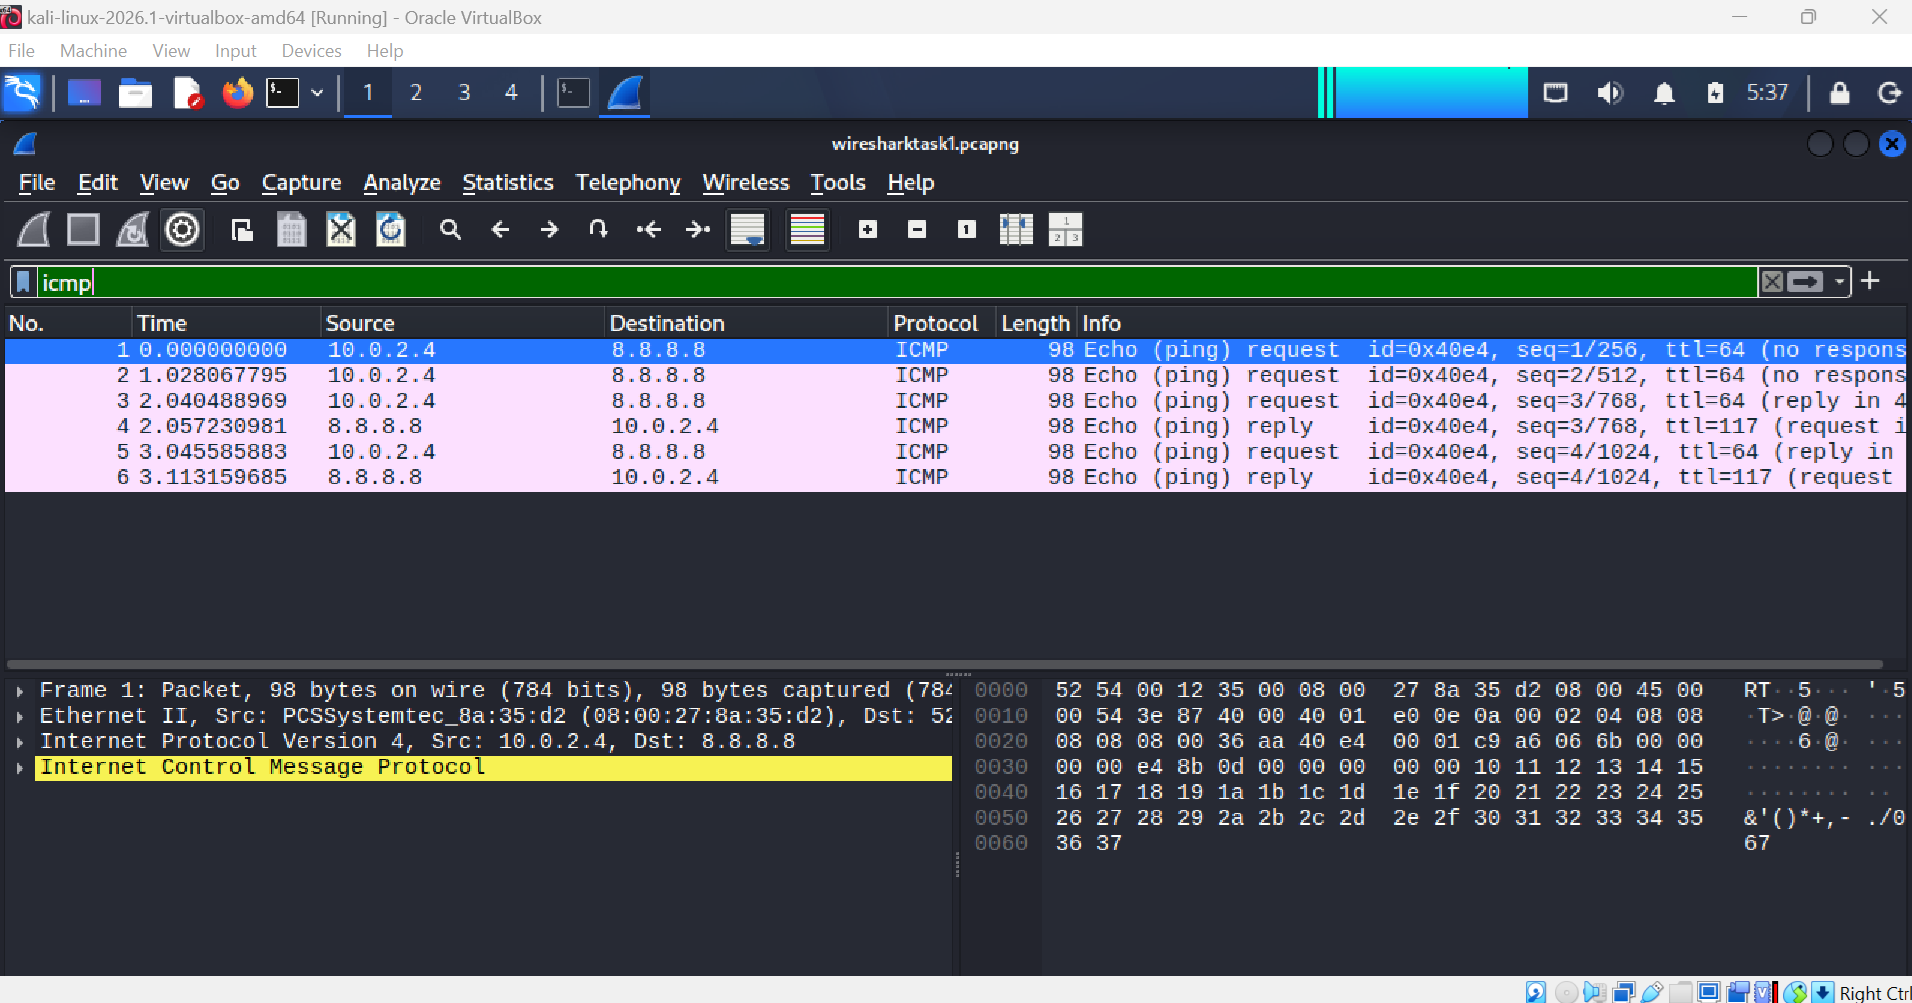 kali-linux-2026.1-virtualbox-amd64 [Running] - Oracle VirtualBox
File Machine View Input Devices Help
1 2 3 4 5:37
wiresharktask1.pcapng
File Edit View Go Capture Analyze Statistics Telephony Wireless Tools Help
icmp
No. Time Source Destination Protocol Length Info
1 0.000000000 10.0.2.4 8.8.8.8 ICMP 98 Echo (ping) request id=0x40e4, seq=1/256, ttl=64 (no respons
2 1.028067795 10.0.2.4 8.8.8.8 ICMP 98 Echo (ping) request id=0x40e4, seq=2/512, ttl=64 (no respons
3 2.040488969 10.0.2.4 8.8.8.8 ICMP 98 Echo (ping) request id=0x40e4, seq=3/768, ttl=64 (reply in 4
4 2.057230981 8.8.8.8 10.0.2.4 ICMP 98 Echo (ping) reply id=0x40e4, seq=3/768, ttl=117 (request i
5 3.045585883 10.0.2.4 8.8.8.8 ICMP 98 Echo (ping) request id=0x40e4, seq=4/1024, ttl=64 (reply in
6 3.113159685 8.8.8.8 10.0.2.4 ICMP 98 Echo (ping) reply id=0x40e4, seq=4/1024, ttl=117 (request
Frame 1: Packet, 98 bytes on wire (784 bits), 98 bytes captured (784
Ethernet II, Src: PCSSystemtec_8a:35:d2 (08:00:27:8a:35:d2), Dst: 52
Internet Protocol Version 4, Src: 10.0.2.4, Dst: 8.8.8.8
Internet Control Message Protocol
0000 52 54 00 12 35 00 08 00 27 8a 35 d2 08 00 45 00 RT··5··· '·5
0010 00 54 3e 87 40 00 40 01 e0 0e 0a 00 02 04 08 08 ·T>·@·@· ···
0020 08 08 08 00 36 aa 40 e4 00 01 c9 a6 06 6b 00 00 ····6·@· ···
0030 00 00 e4 8b 0d 00 00 00 00 00 10 11 12 13 14 15 ········ ···
0040 16 17 18 19 1a 1b 1c 1d 1e 1f 20 21 22 23 24 25 ········ ··
0050 26 27 28 29 2a 2b 2c 2d 2e 2f 30 31 32 33 34 35 &'()*+,- ./0
0060 36 37 67
Right Ctrl